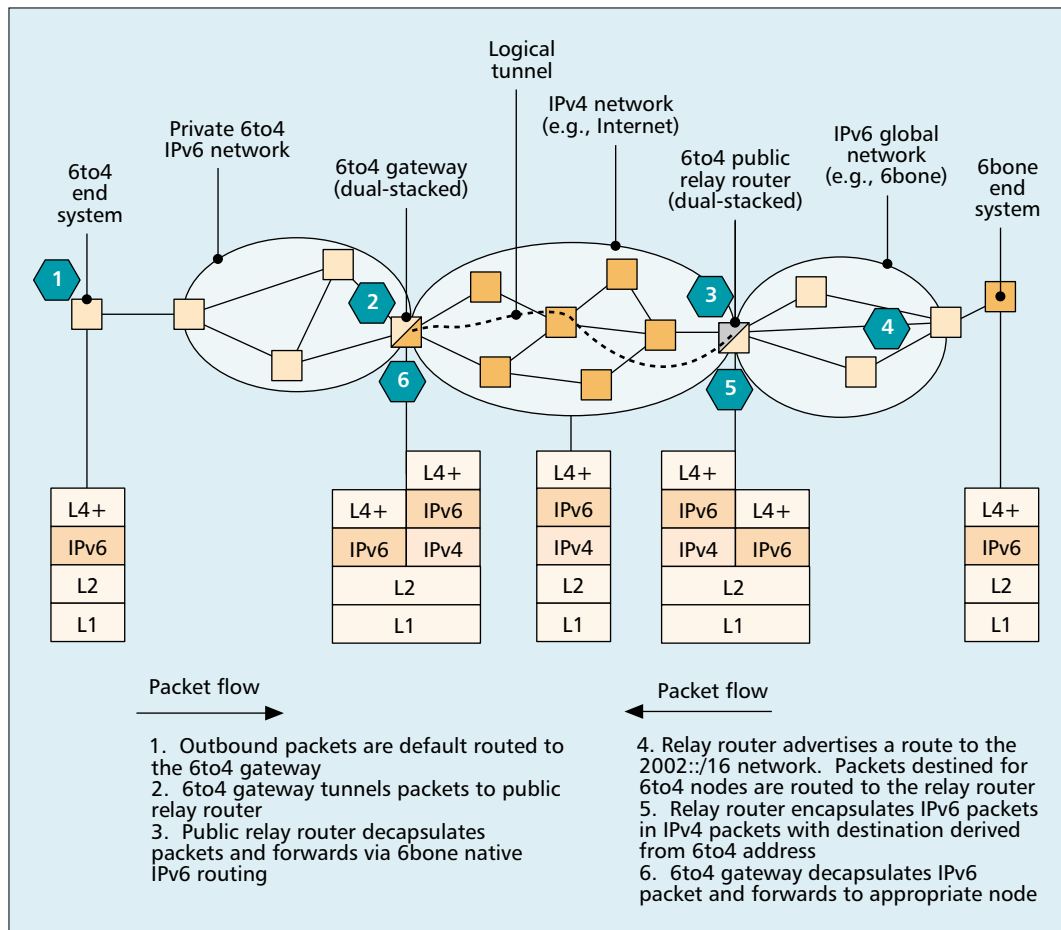 Logical
tunnel
IPv4 network
(e.g., Internet)
Private 6to4
IPv6 network
IPv6 global
network
(e.g., 6bone)
6to4
end
system
6to4 gateway
(dual-stacked)
6to4 public
relay router
(dual-stacked)
6bone
end
system
1
2
3
4
5
6
L4+
IPv6
L2
L1
L4+
L4+
IPv6
IPv6
IPv4
L2
L1
L4+
IPv6
IPv4
L2
L1
L4+
IPv6
L4+
IPv4
IPv6
L2
L1
L4+
IPv6
L2
L1
Packet flow
1. Outbound packets are default routed to
the 6to4 gateway
2. 6to4 gateway tunnels packets to public
relay router
3. Public relay router decapsulates
packets and forwards via 6bone native
IPv6 routing
Packet flow
4. Relay router advertises a route to the
2002::/16 network. Packets destined for
6to4 nodes are routed to the relay router
5. Relay router encapsulates IPv6 packets
in IPv4 packets with destination derived
from 6to4 address
6. 6to4 gateway decapsulates IPv6
packet and forwards to appropriate node